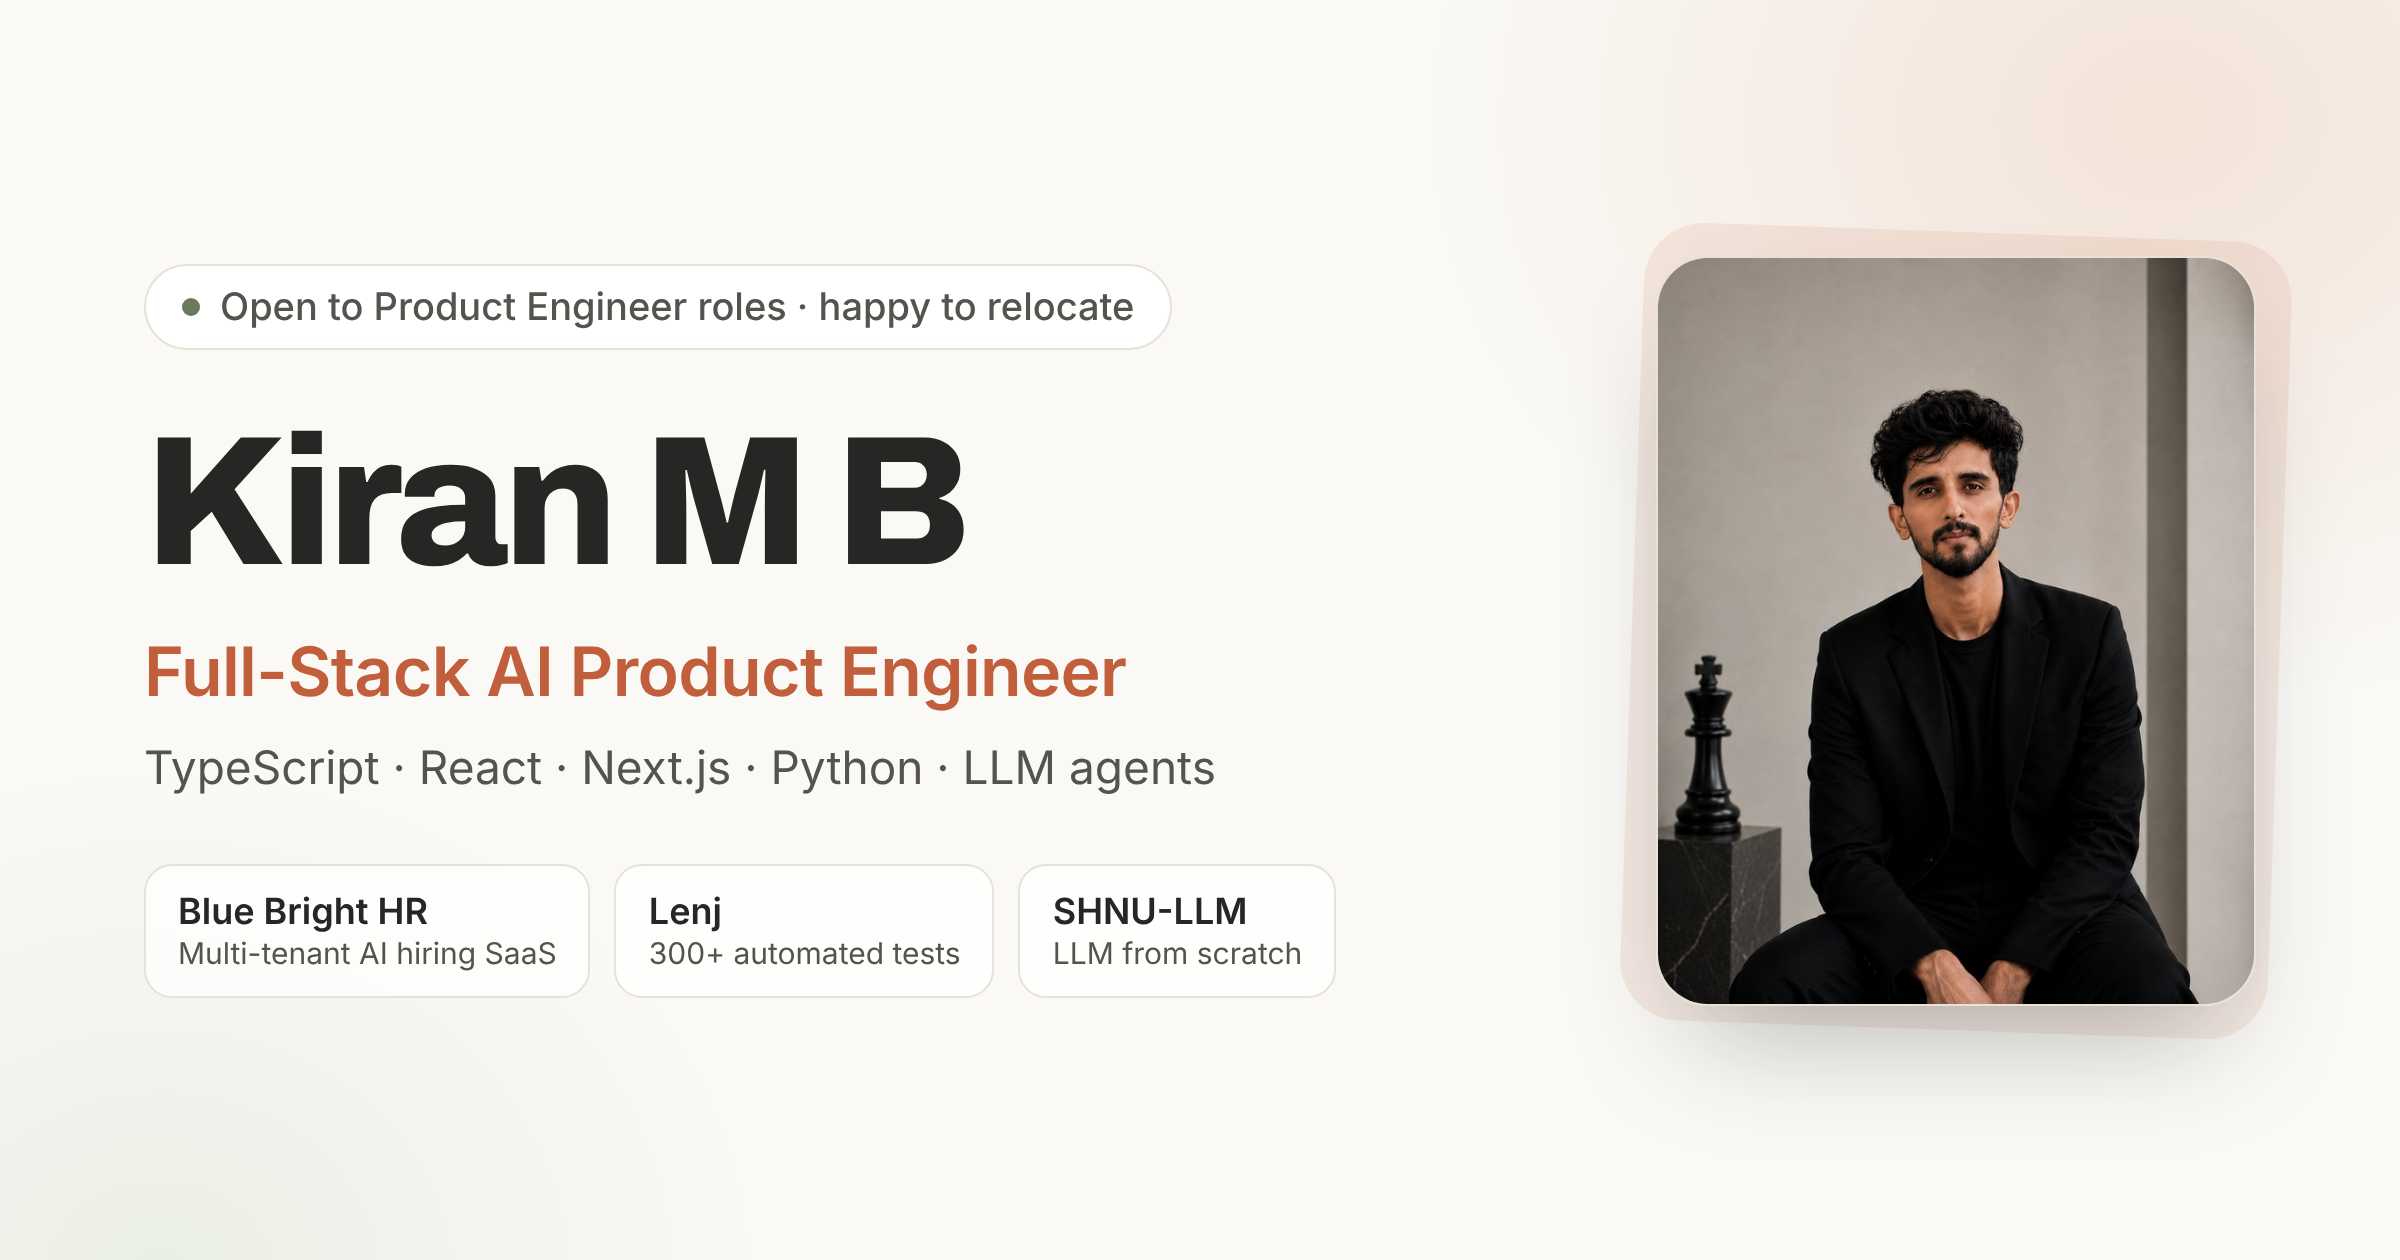 Open to Product Engineer roles · happy to relocate
Kiran M B
Full-Stack AI Product Engineer
TypeScript · React · Next.js · Python · LLM agents
Blue Bright HR
Multi-tenant AI hiring SaaS
Lenj
300+ automated tests
SHNU-LLM
LLM from scratch